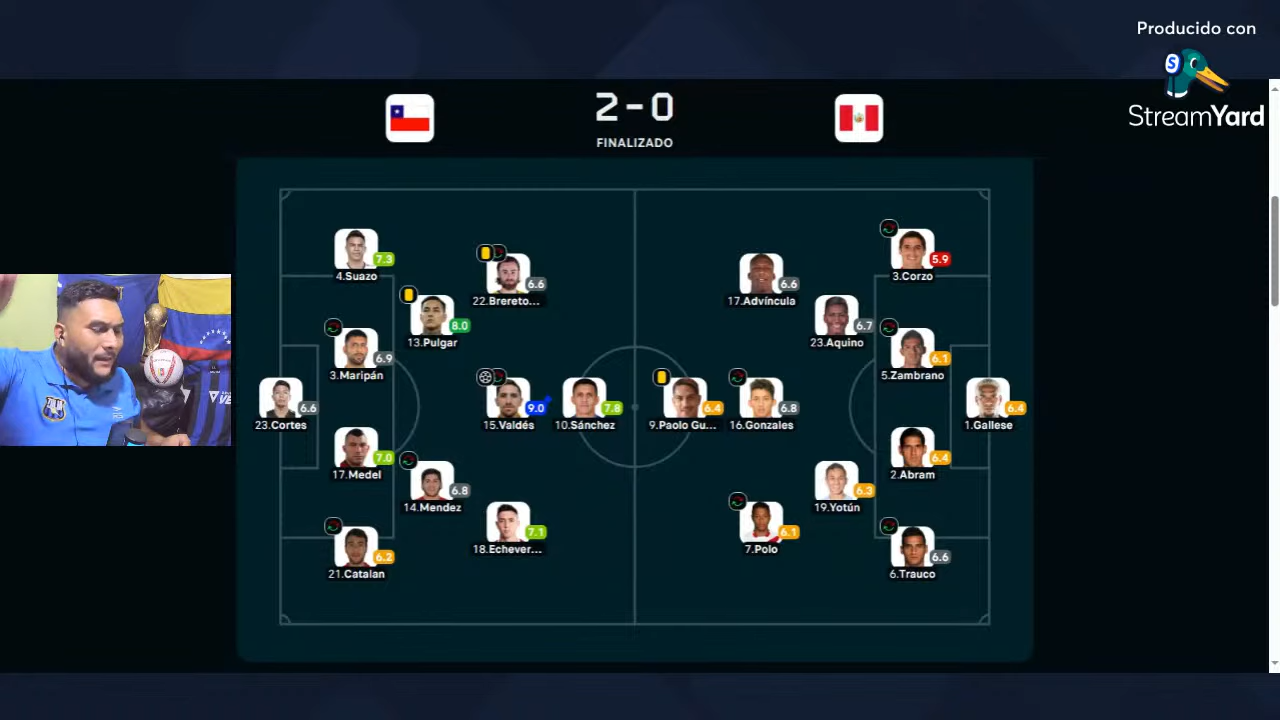 Producido con
S
StreamYard
2-0
FINALIZADO
7.3
4.Suazo
6.6
22.Brereto...
8.0
13.Pulgar
6.9
3.Maripán
6.6
23.Cortes
9.0
15.Valdés
7.8
10.Sánchez
7.0
17.Medel
6.8
14.Mendez
7.1
18.Echever...
6.2
21.Catalan
5.9
3.Corzo
6.6
17.Advíncula
6.7
23.Aquino
6.1
5.Zambrano
6.4
9.Paolo Gu...
6.8
16.Gonzales
6.4
1.Gallese
6.4
2.Abram
6.3
19.Yotún
6.1
7.Polo
6.6
6.Trauco